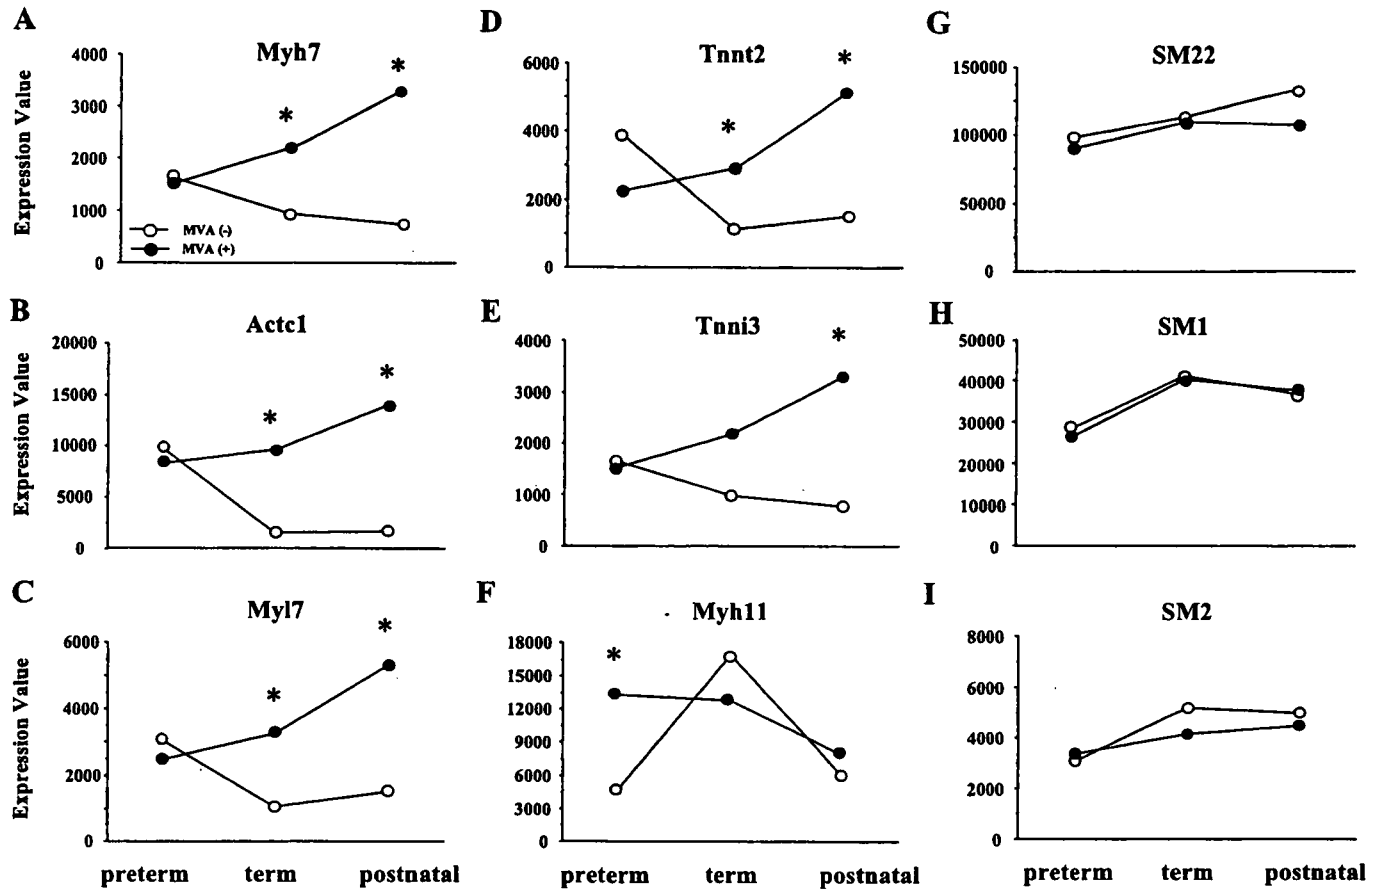 A
Myh7
Expression Value
4000
3000
2000
1000
0
MVA (-)
MVA (+)
*
*
D
Tnnt2
6000
4000
2000
0
*
*
G
SM22
150000
100000
50000
0
B
Actc1
Expression Value
20000
15000
10000
5000
0
*
*
E
Tnni3
4000
3000
2000
1000
0
*
H
SM1
50000
40000
30000
20000
10000
0
C
Myl7
Expression Value
6000
4000
2000
0
*
*
preterm term postnatal
F
Myh11
18000
15000
12000
9000
6000
3000
0
*
preterm term postnatal
I
SM2
8000
6000
4000
2000
0
preterm term postnatal